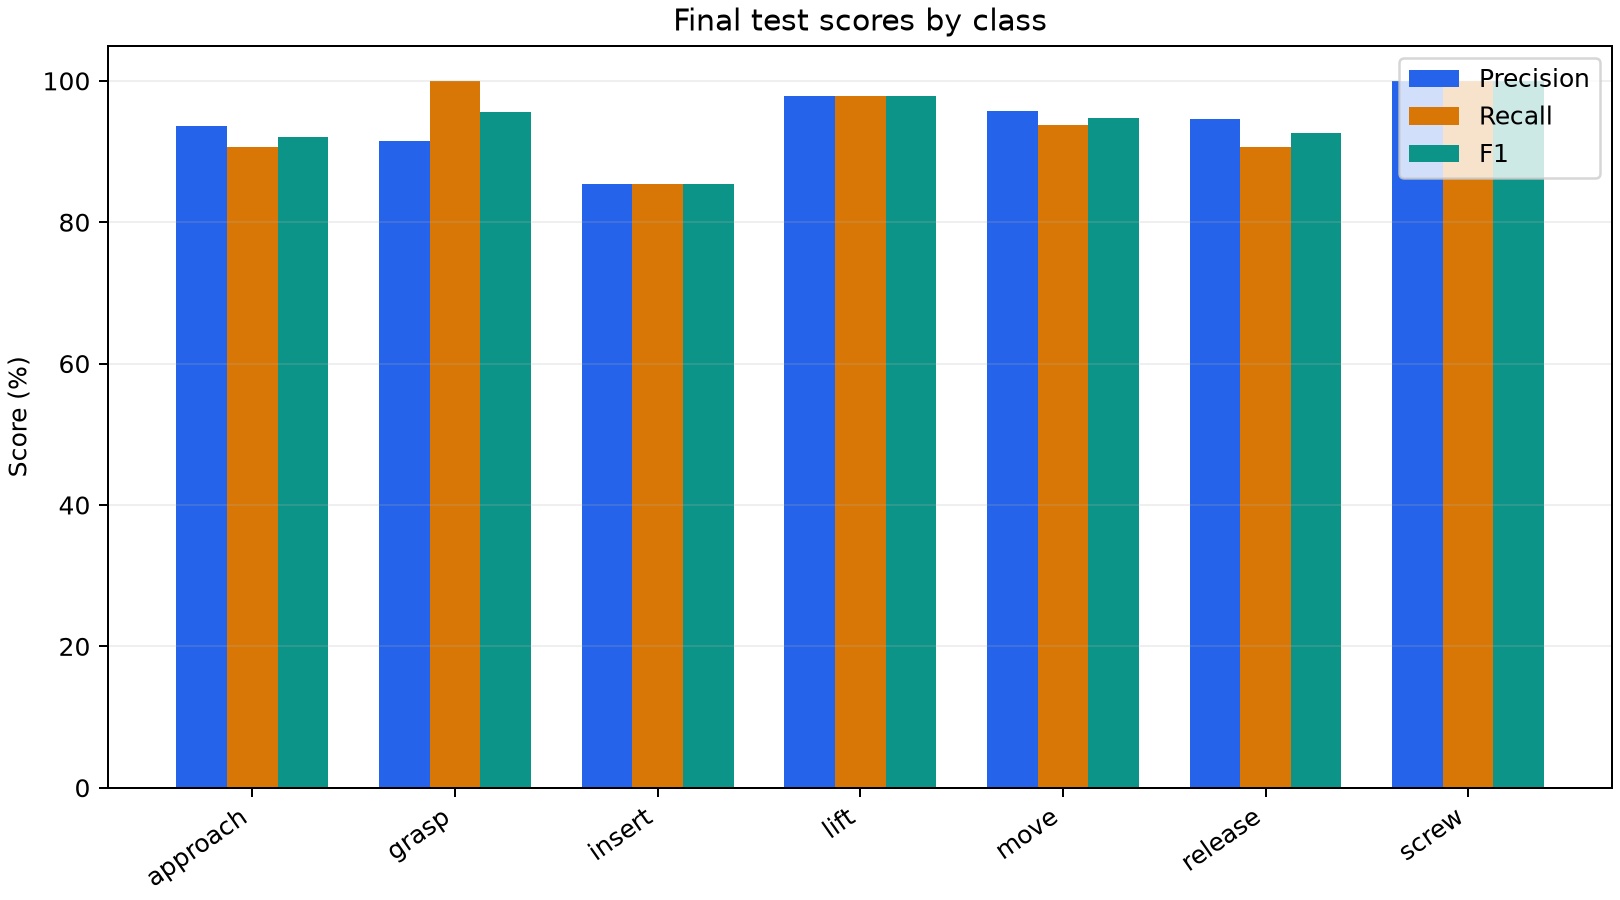 Final test scores by class
Precision
Recall
F1
Score (%)
100
80
60
40
20
0
approach
grasp
insert
lift
move
release
screw